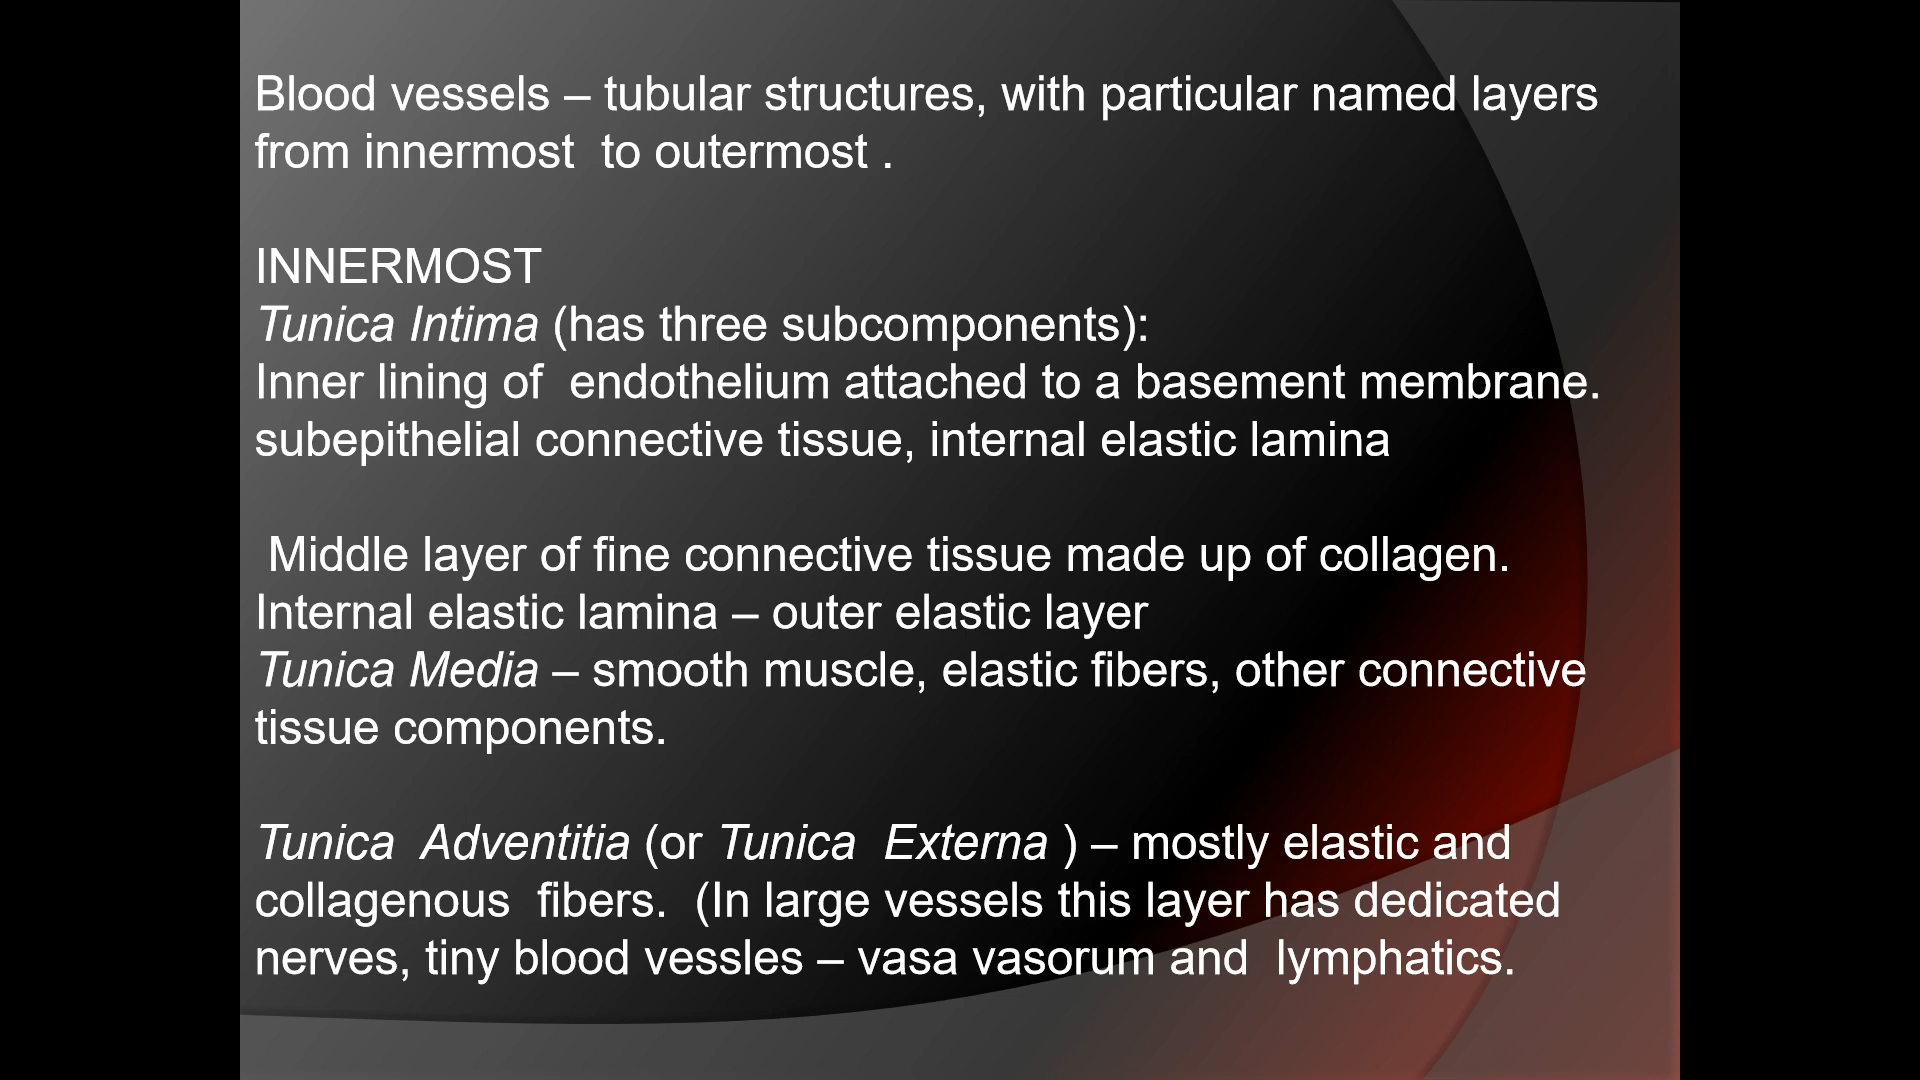 Blood vessels – tubular structures, with particular named layers
from innermost  to outermost .
INNERMOST
Tunica Intima (has three subcomponents):
Inner lining of  endothelium attached to a basement membrane.
subepithelial connective tissue, internal elastic lamina
Middle layer of fine connective tissue made up of collagen.
Internal elastic lamina – outer elastic layer
Tunica Media – smooth muscle, elastic fibers, other connective
tissue components.
Tunica  Adventitia (or Tunica  Externa ) – mostly elastic and
collagenous  fibers.  (In large vessels this layer has dedicated
nerves, tiny blood vessles – vasa vasorum and  lymphatics.